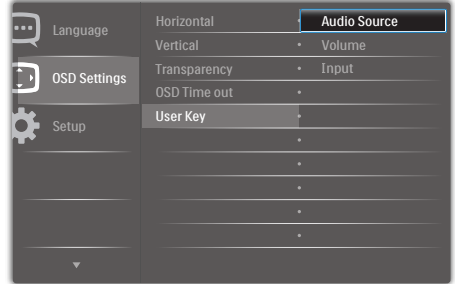 Language
OSD Settings
Setup
Horizontal
Vertical
Transparency
OSD Time out
User Key
Audio Source
Volume
Input